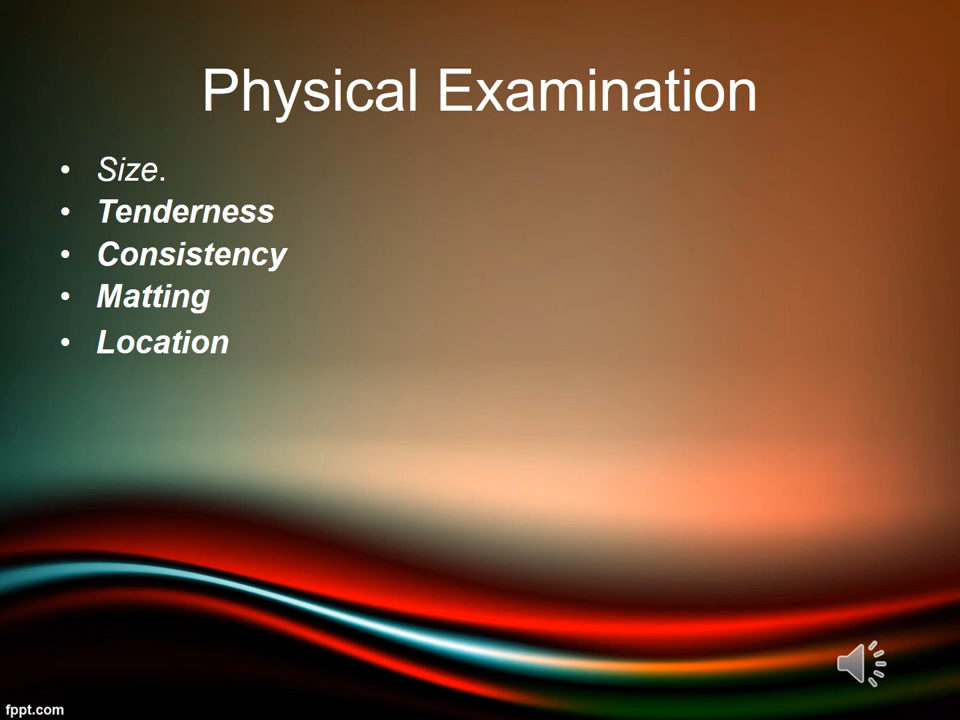 Physical Examination
• Size.
• Tenderness
• Consistency
• Matting
• Location
fppt.com